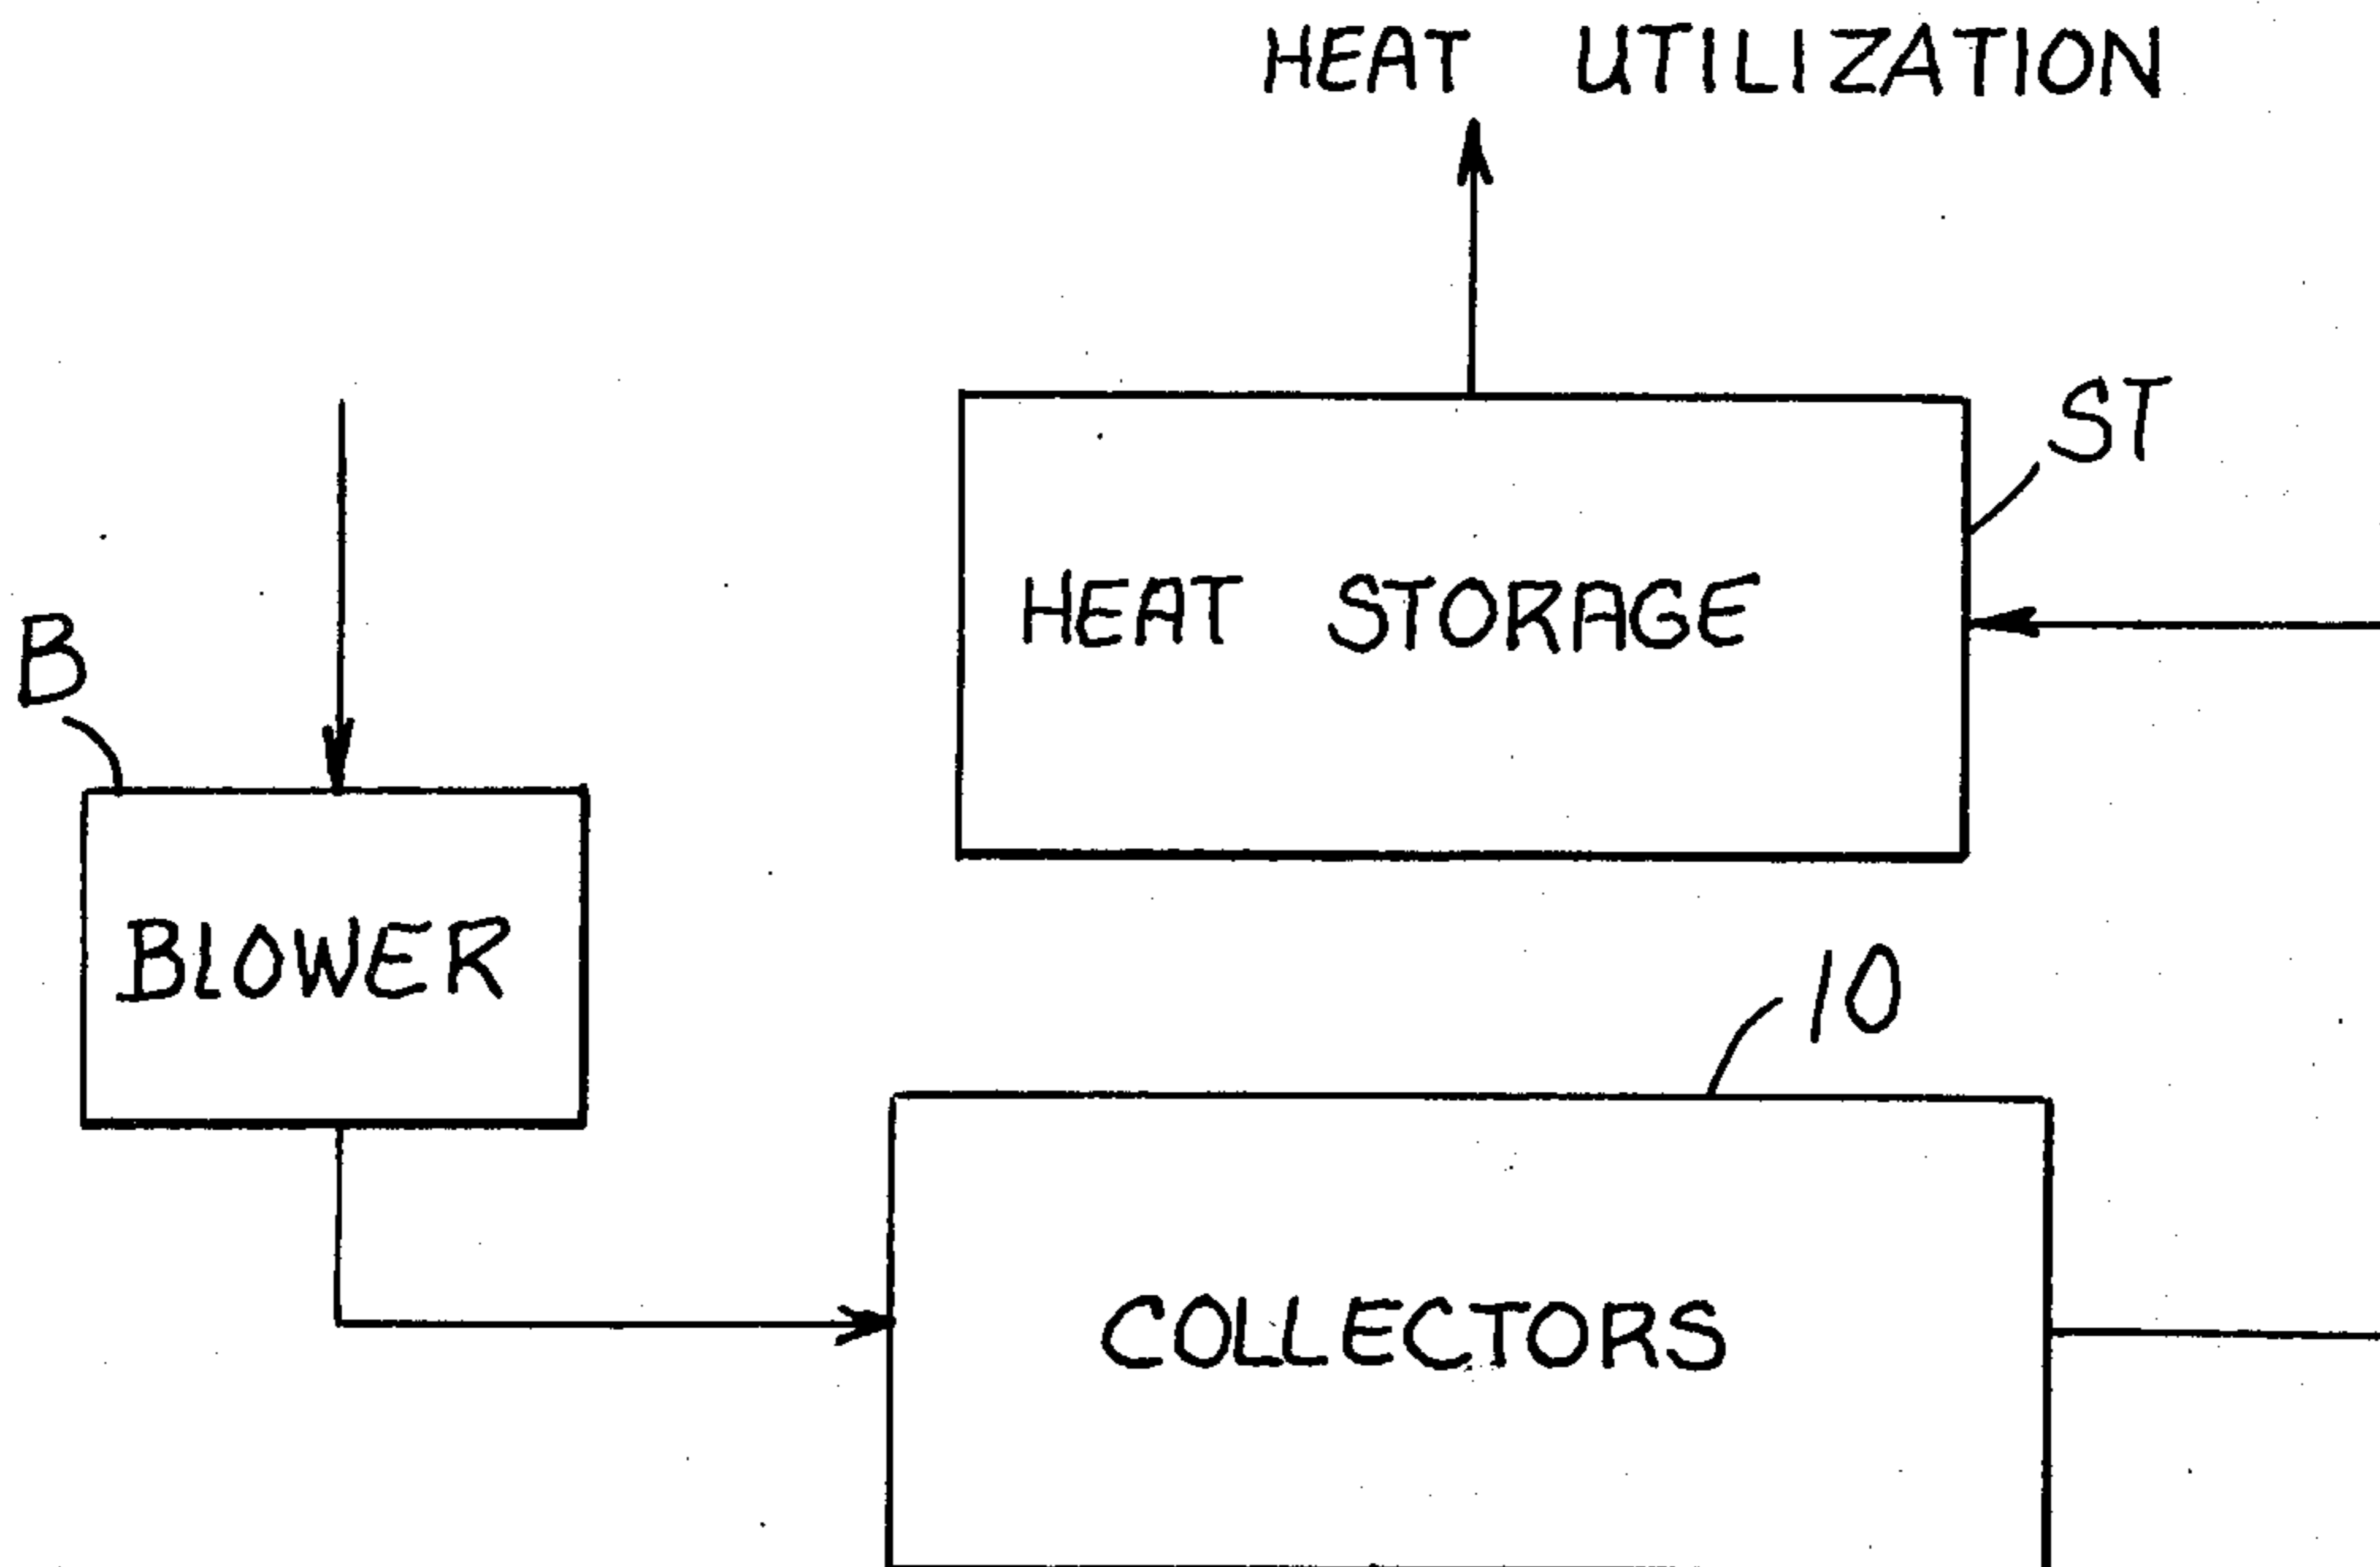 HEAT UTILIZATION
ST
HEAT STORAGE
B
BLOWER
10
COLLECTORS